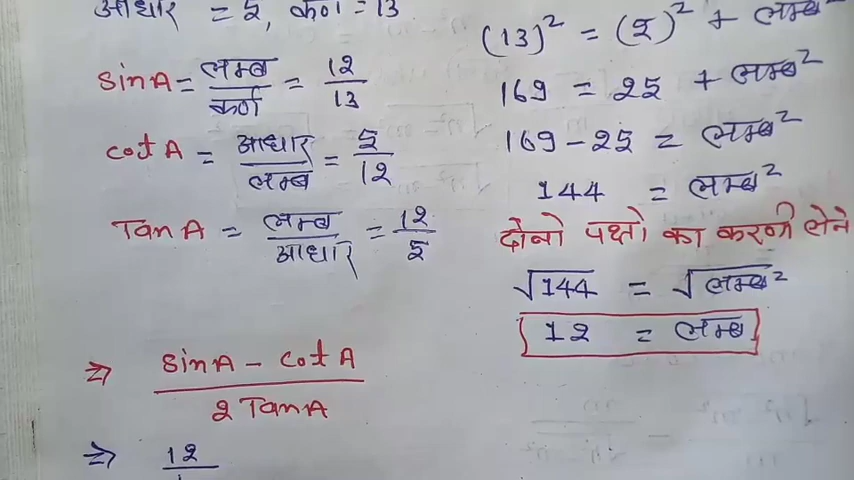 आधार = 5, कर्ण = 13
sinA = लम्ब / कर्ण = 12 / 13
cotA = आधार / लम्ब = 5 / 12
TanA = लम्ब / आधार = 12 / 5
⇒ sinA - cotA / 2 TanA
⇒ 12
(13)² = (5)² + लम्ब²
169 = 25 + लम्ब²
169 - 25 = लम्ब²
144 = लम्ब²
दोनो पक्षो का करणी लेने
√144 = √लम्ब²
12 = लम्ब